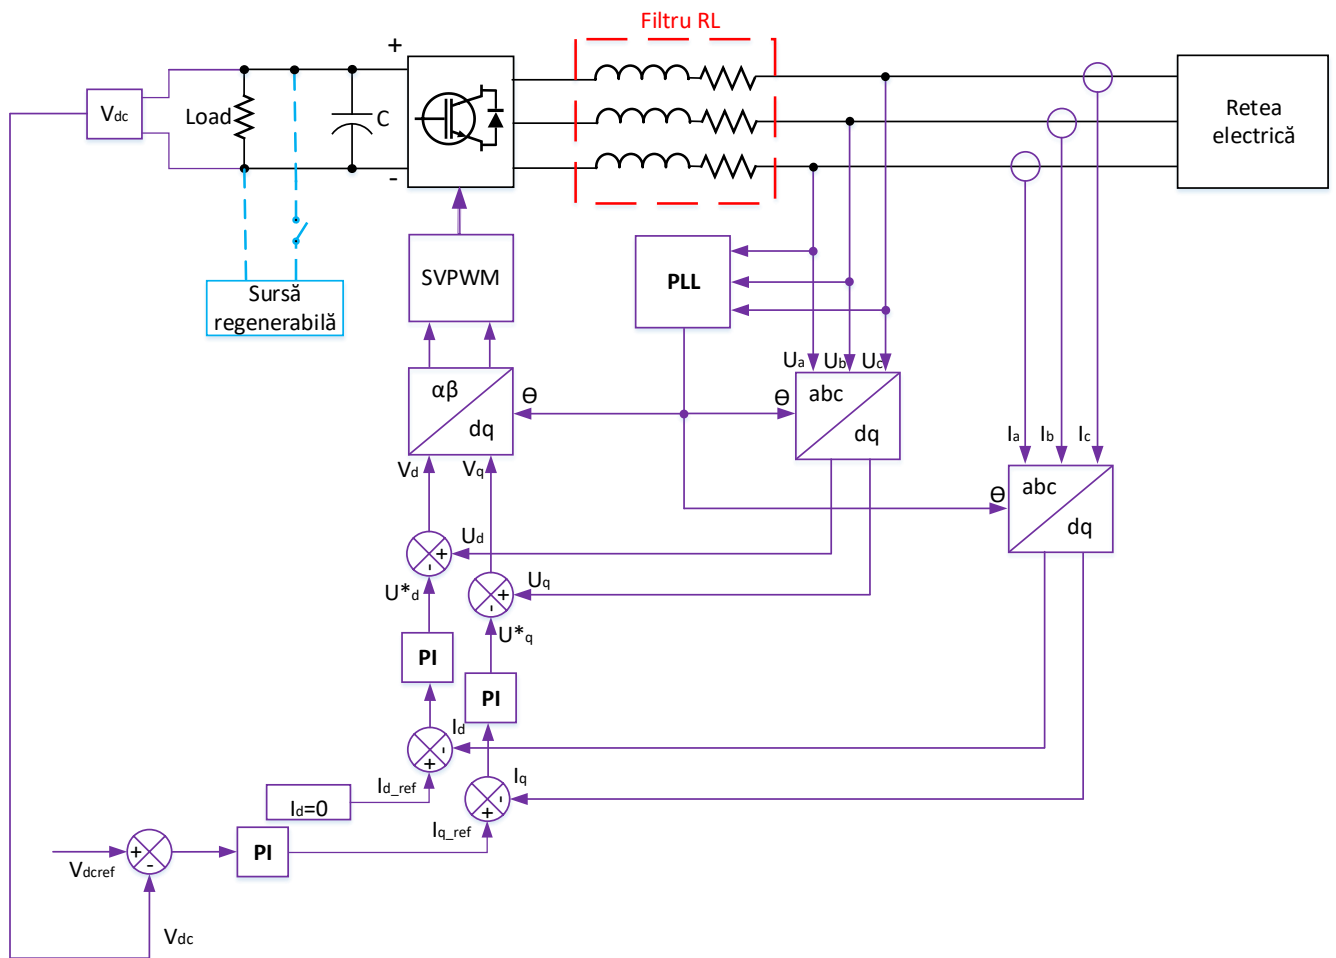 Filtru RL
+
Vdc
Load
C
-
Retea
electrică
Sursă
regenerabilă
SVPWM
PLL
Ua
Ub
Uc
αβ
dq
Ɵ
Ɵ
abc
dq
Ia
Ib
Ic
Vd
Vq
Ɵ
abc
dq
Ud
+
-
U*d
Uq
+
-
U*q
PI
PI
Id
-
+
Id_ref
Id=0
Iq
-
+
Iq_ref
PI
+
-
Vdcref
Vdc